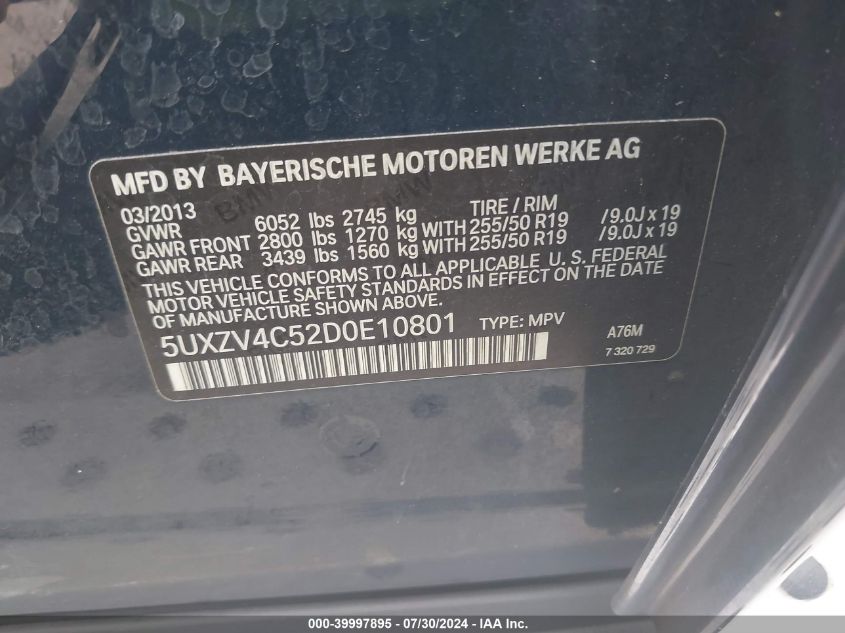 MFD BY BAYERISCHE MOTOREN WERKE AG
03/2013 TIRE / RIM
GVWR 6052 lbs 2745 kg
GAWR FRONT 2800 lbs 1270 kg WITH 255/50 R19 /9.0J x 19
GAWR REAR 3439 lbs 1560 kg WITH 255/50 R19 /9.0J x 19
THIS VEHICLE CONFORMS TO ALL APPLICABLE U. S. FEDERAL
MOTOR VEHICLE SAFETY STANDARDS IN EFFECT ON THE DATE
OF MANUFACTURE SHOWN ABOVE.
5UXZV4C52D0E10801 TYPE: MPV A76M
7 320 729
000-39997895 - 07/30/2024 - IAA, Inc.